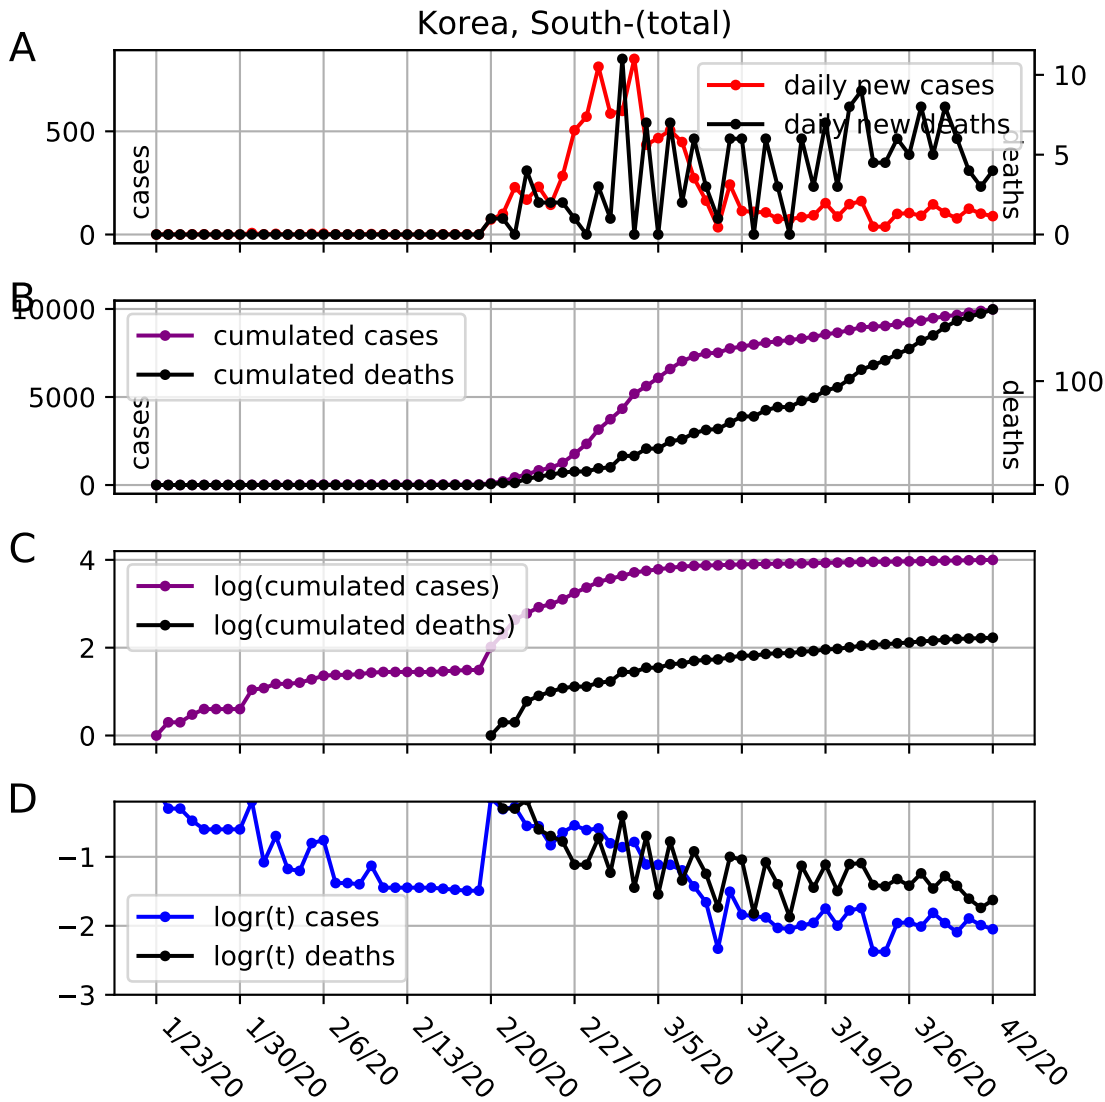 Korea, South-(total)
A
daily new cases
daily new deaths
500
0
cases
10
5
0
deaths
B
cumulated cases
cumulated deaths
10000
5000
0
cases
100
0
deaths
C
log(cumulated cases)
log(cumulated deaths)
4
2
0
D
logr(t) cases
logr(t) deaths
−1
−2
−3
1/23/20
1/30/20
2/6/20
2/13/20
2/20/20
2/27/20
3/5/20
3/12/20
3/19/20
3/26/20
4/2/20